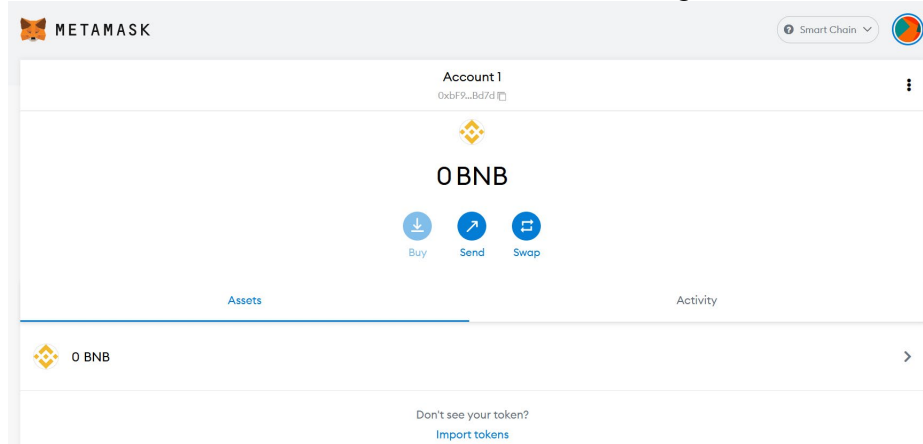 METAMASK
Smart Chain
Account 1
0xbF9...Bd7d
0 BNB
Buy Send Swap
Assets Activity
0 BNB
Don't see your token?
Import tokens